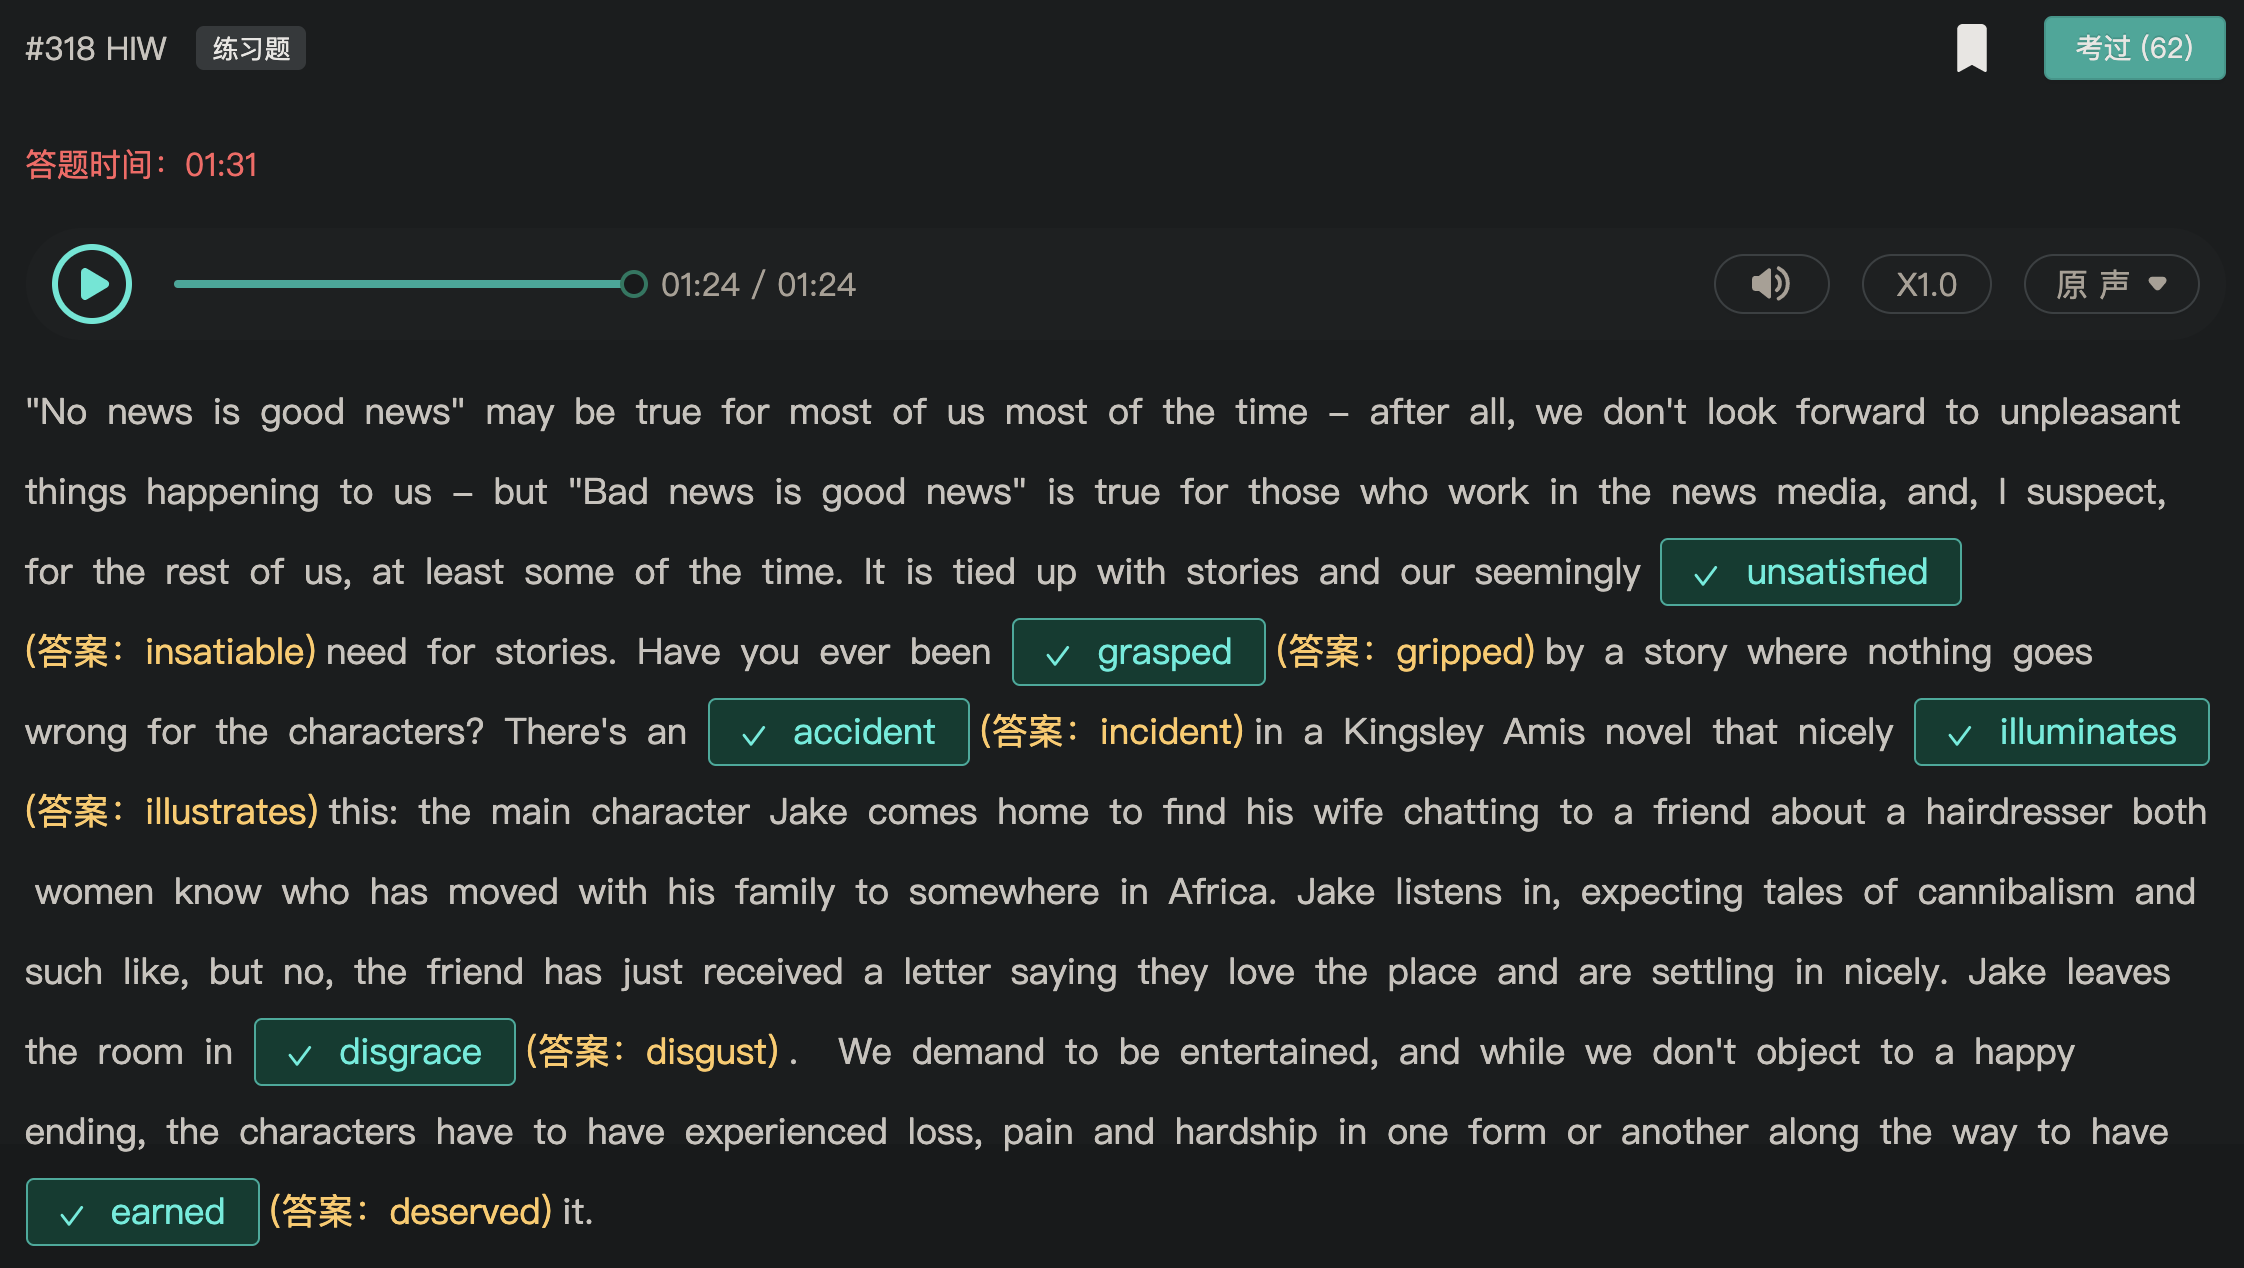 #318 HIW 练习题 考过 (62)
答题时间：01:31
01:24 / 01:24 X1.0 原声
"No news is good news" may be true for most of us most of the time – after all, we don't look forward to unpleasant
things happening to us – but "Bad news is good news" is true for those who work in the news media, and, I suspect,
for the rest of us, at least some of the time. It is tied up with stories and our seemingly ✓ unsatisfied
(答案：insatiable) need for stories. Have you ever been ✓ grasped (答案：gripped) by a story where nothing goes
wrong for the characters? There's an ✓ accident (答案：incident) in a Kingsley Amis novel that nicely ✓ illuminates
(答案：illustrates) this: the main character Jake comes home to find his wife chatting to a friend about a hairdresser both
women know who has moved with his family to somewhere in Africa. Jake listens in, expecting tales of cannibalism and
such like, but no, the friend has just received a letter saying they love the place and are settling in nicely. Jake leaves
the room in ✓ disgrace (答案：disgust) . We demand to be entertained, and while we don't object to a happy
ending, the characters have to have experienced loss, pain and hardship in one form or another along the way to have
✓ earned (答案：deserved) it.